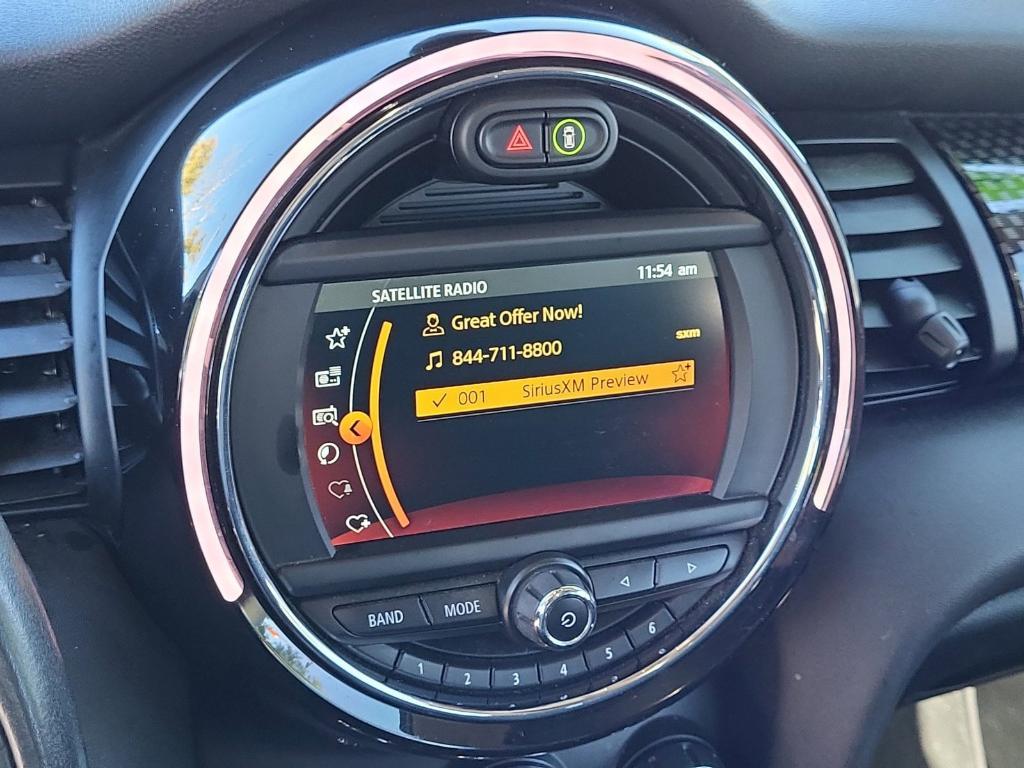 SATELLITE RADIO 11:54 am
Great Offer Now!
sxm
844-711-8800
001 SiriusXM Preview
BAND MODE
1 2 3 4 5 6